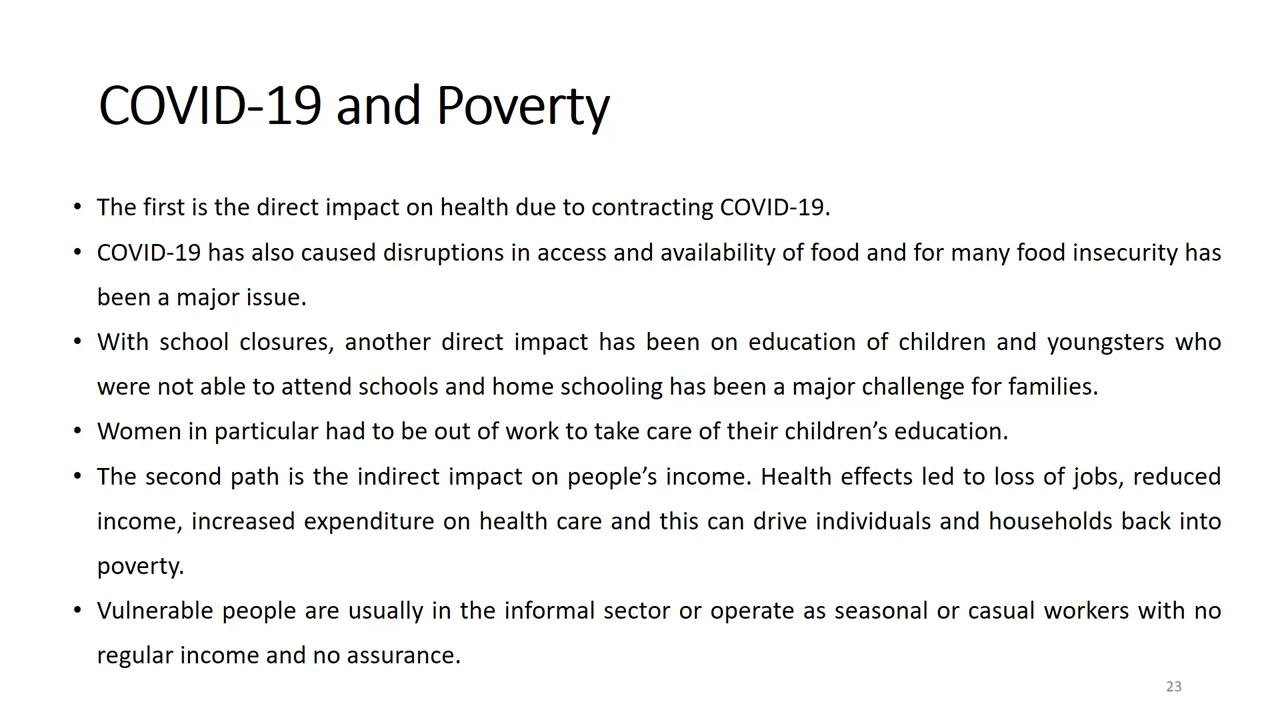 COVID-19 and Poverty
• The first is the direct impact on health due to contracting COVID-19.
• COVID-19 has also caused disruptions in access and availability of food and for many food insecurity has
been a major issue.
• With school closures, another direct impact has been on education of children and youngsters who
were not able to attend schools and home schooling has been a major challenge for families.
• Women in particular had to be out of work to take care of their children’s education.
• The second path is the indirect impact on people’s income. Health effects led to loss of jobs, reduced
income, increased expenditure on health care and this can drive individuals and households back into
poverty.
• Vulnerable people are usually in the informal sector or operate as seasonal or casual workers with no
regular income and no assurance.
23